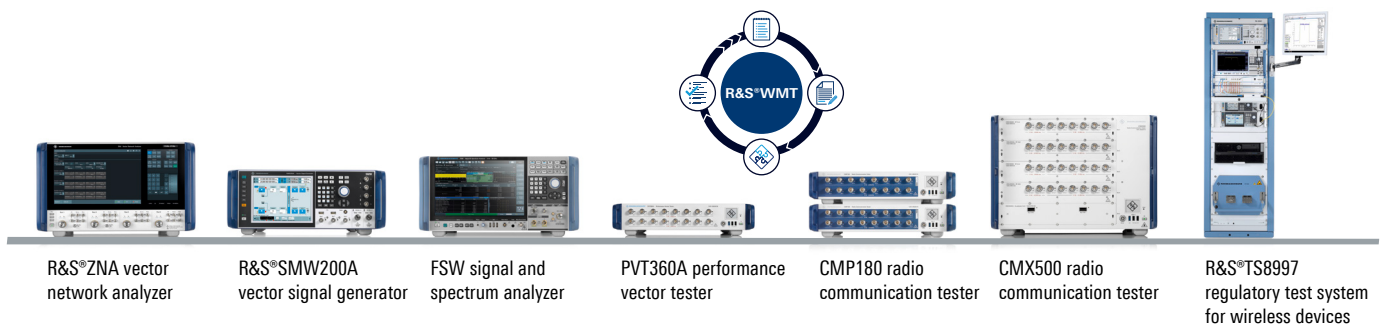 R&S®WMT
R&S®ZNA vector
network analyzer
R&S®SMW200A
vector signal generator
FSW signal and
spectrum analyzer
PVT360A performance
vector tester
CMP180 radio
communication tester
CMX500 radio
communication tester
R&S®TS8997
regulatory test system
for wireless devices